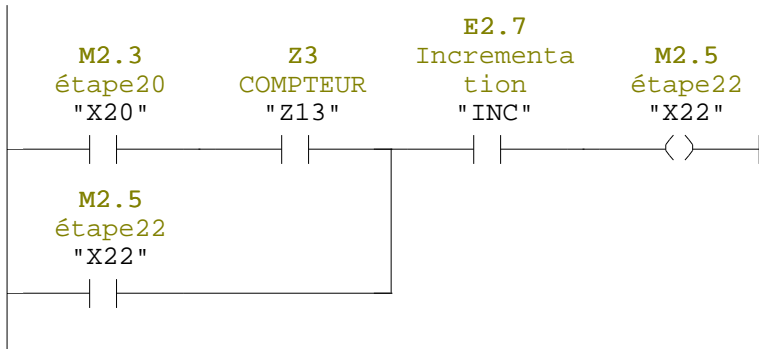 E2.7
M2.3 Z3 Incrementa M2.5
étape20 COMPTEUR tion étape22
"X20" "Z13" "INC" "X22"
M2.5
étape22
"X22"